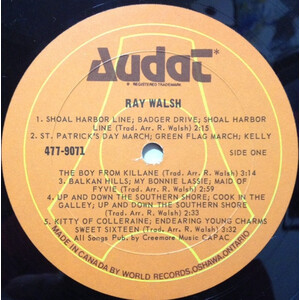 Audat*
* REGISTERED TRADEMARK
RAY WALSH
1. SHOAL HARBOR LINE; BADGER DRIVE; SHOAL HARBOR
LINE (Trad. Arr. R. Walsh) 2:15
2. ST. PATRICK'S DAY MARCH; GREEN FLAG MARCH; KELLY
477-9071
SIDE ONE
THE BOY FROM KILLANE (Trad. Arr. R. Walsh) 3:14
3. BALKAN HILLS; MY BONNIE LASSIE; MAID OF
FYVIE (Trad. Arr. R. Walsh) 2:59
4. UP AND DOWN THE SOUTHERN SHORE; COOK IN THE
GALLEY; UP AND DOWN THE SOUTHERN SHORE
(Trad. Arr. R. Walsh) 2:33
5. KITTY OF COLLERAINE; ENDEARING YOUNG CHARMS
SWEET SIXTEEN (Trad. Arr. R. Walsh) 3:32
All Songs Pub. by Creemore Music CAPAC
MADE IN CANADA BY WORLD RECORDS, OSHAWA, ONTARIO